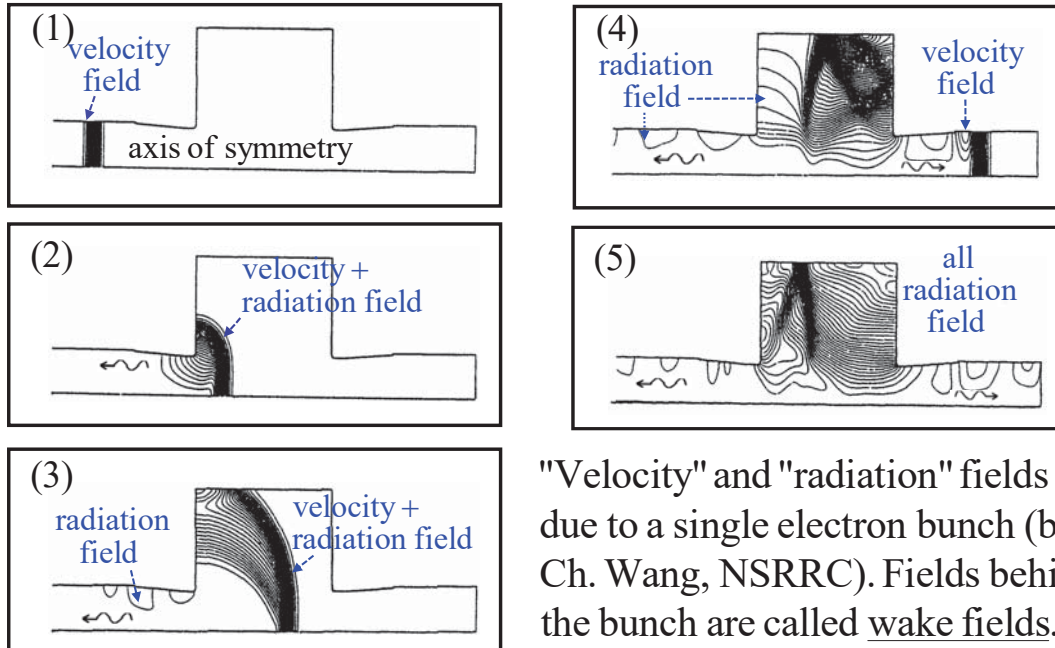 (1)
velocity
field
axis of symmetry
(2)
velocity +
radiation field
(3)
radiation
field
velocity +
radiation field
(4)
radiation
field
velocity
field
(5)
all
radiation
field
"Velocity" and "radiation" fields
due to a single electron bunch (b
Ch. Wang, NSRRC). Fields behi
the bunch are called wake fields.